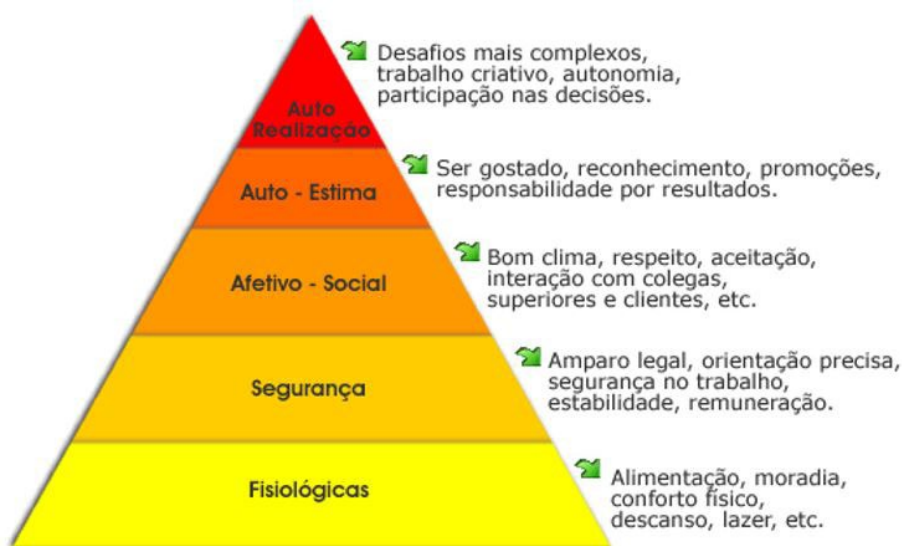 Desafios mais complexos,
trabalho criativo, autonomia,
participação nas decisões.
Auto
Realização
Ser gostado, reconhecimento, promoções,
responsabilidade por resultados.
Auto - Estima
Bom clima, respeito, aceitação,
interação com colegas,
superiores e clientes, etc.
Afetivo - Social
Amparo legal, orientação precisa,
segurança no trabalho,
estabilidade, remuneração.
Segurança
Alimentação, moradia,
conforto físico,
descanso, lazer, etc.
Fisiológicas